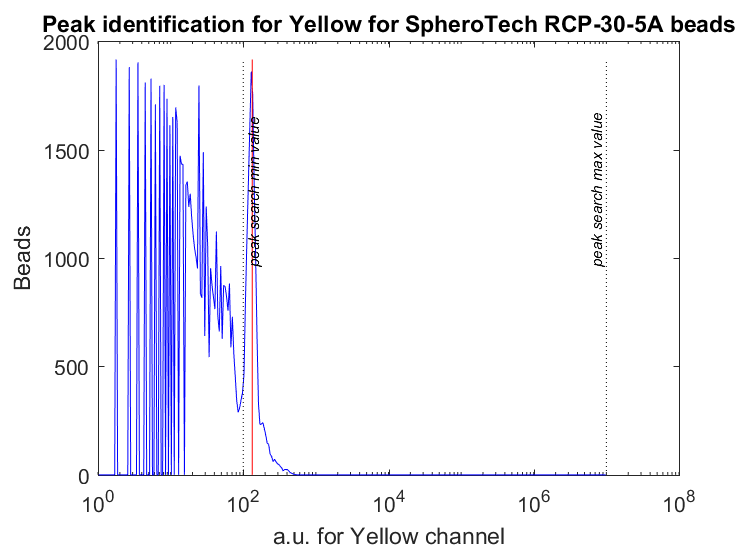 Peak identification for Yellow for SpheroTech RCP-30-5A beads
2000
1500
1000
500
0
Beads
peak search min value
peak search max value
10^0
10^2
10^4
10^6
10^8
a.u. for Yellow channel